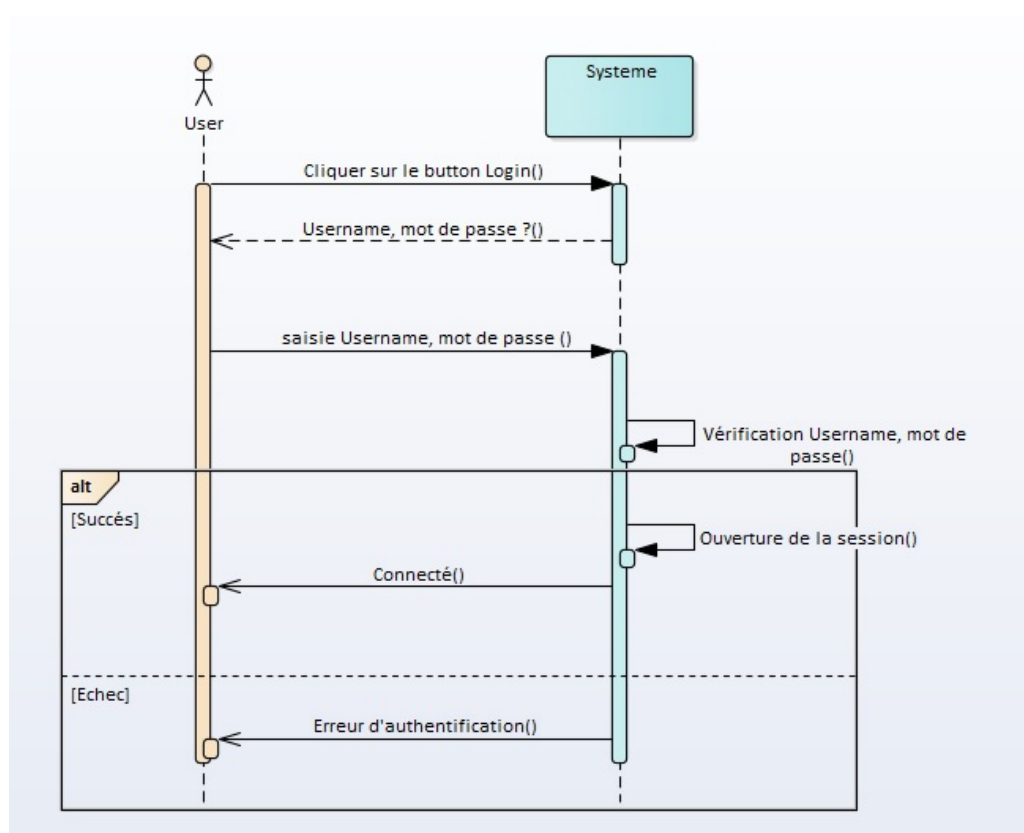 Systeme
User
Cliquer sur le button Login()
Username, mot de passe ?()
saisie Username, mot de passe ()
Vérification Username, mot de
passe()
alt
[Succés]
Ouverture de la session()
Connecté()
[Echec]
Erreur d'authentification()